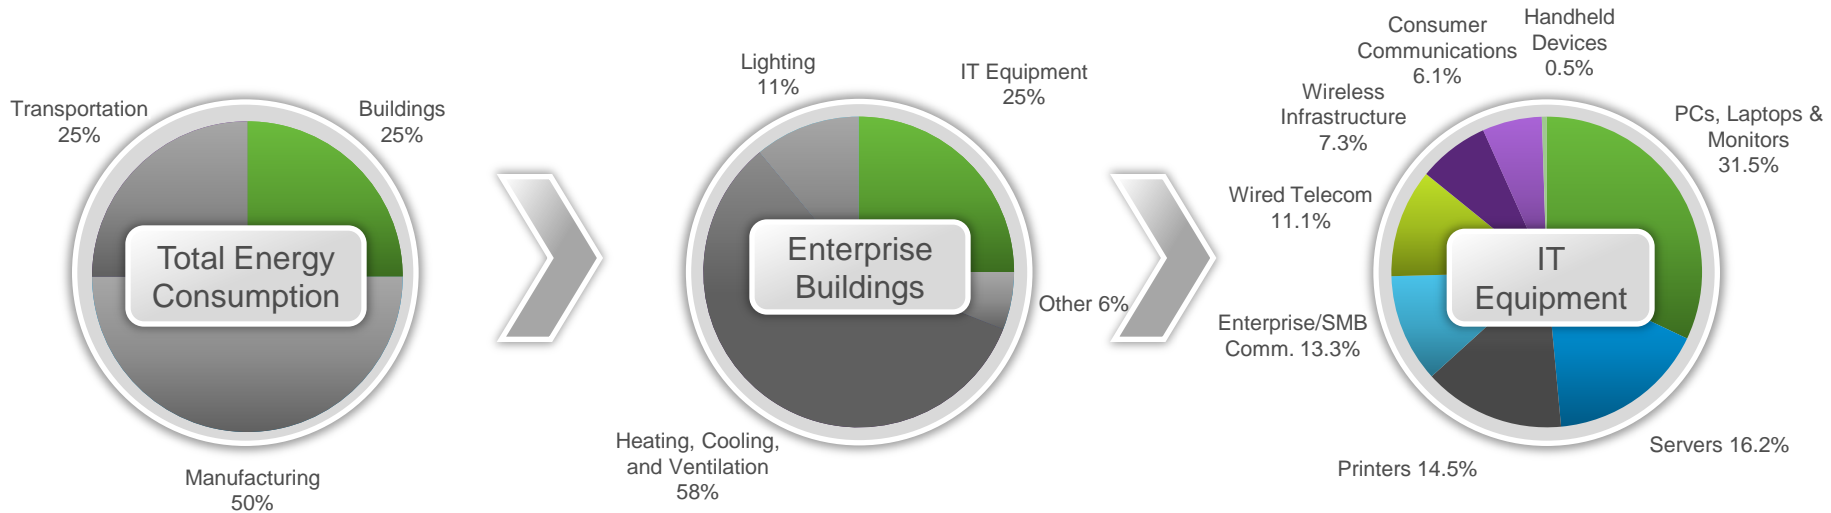 Transportation
25%
Buildings
25%
Total Energy
Consumption
Manufacturing
50%
Lighting
11%
IT Equipment
25%
Enterprise
Buildings
Other 6%
Heating, Cooling,
and Ventilation
58%
Consumer
Communications
6.1%
Handheld
Devices
0.5%
Wireless
Infrastructure
7.3%
PCs, Laptops &
Monitors
31.5%
Wired Telecom
11.1%
IT
Equipment
Enterprise/SMB
Comm. 13.3%
Servers 16.2%
Printers 14.5%